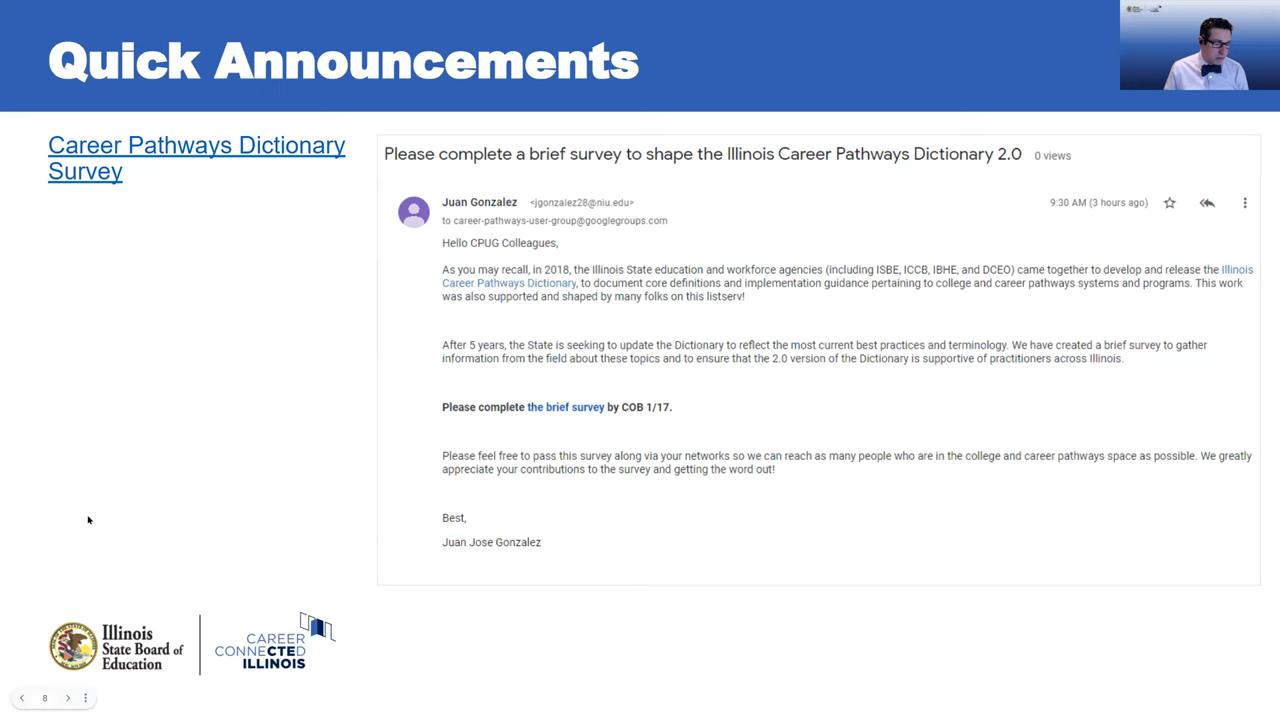 Quick Announcements
Career Pathways Dictionary
Survey
Please complete a brief survey to shape the Illinois Career Pathways Dictionary 2.0 0 views
Juan Gonzalez <jgonzalez28@niu.edu> 9:30 AM (3 hours ago)
to career-pathways-user-group@googlegroups.com
Hello CPUG Colleagues,
As you may recall, in 2018, the Illinois State education and workforce agencies (including ISBE, ICCB, IBHE, and DCEO) came together to develop and release the Illinois
Career Pathways Dictionary, to document core definitions and implementation guidance pertaining to college and career pathways systems and programs. This work
was also supported and shaped by many folks on this listserv!
After 5 years, the State is seeking to update the Dictionary to reflect the most current best practices and terminology. We have created a brief survey to gather
information from the field about these topics and to ensure that the 2.0 version of the Dictionary is supportive of practitioners across Illinois.
Please complete the brief survey by COB 1/17.
Please feel free to pass this survey along via your networks so we can reach as many people who are in the college and career pathways space as possible. We greatly
appreciate your contributions to the survey and getting the word out!
Best,
Juan Jose Gonzalez
Illinois
State Board of
Education
CAREER
CONNECTED
ILLINOIS
8